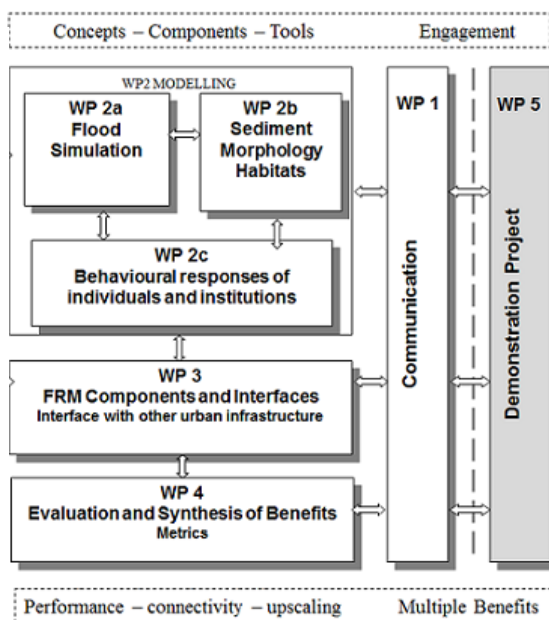 Concepts – Components – Tools
Engagement
WP2 MODELLING
WP 2a
Flood
Simulation
WP 2b
Sediment
Morphology
Habitats
WP 2c
Behavioural responses of
individuals and institutions
WP 3
FRM Components and Interfaces
Interface with other urban infrastructure
WP 4
Evaluation and Synthesis of Benefits
Metrics
WP 1
Communication
WP 5
Demonstration Project
Performance – connectivity – upscaling
Multiple Benefits